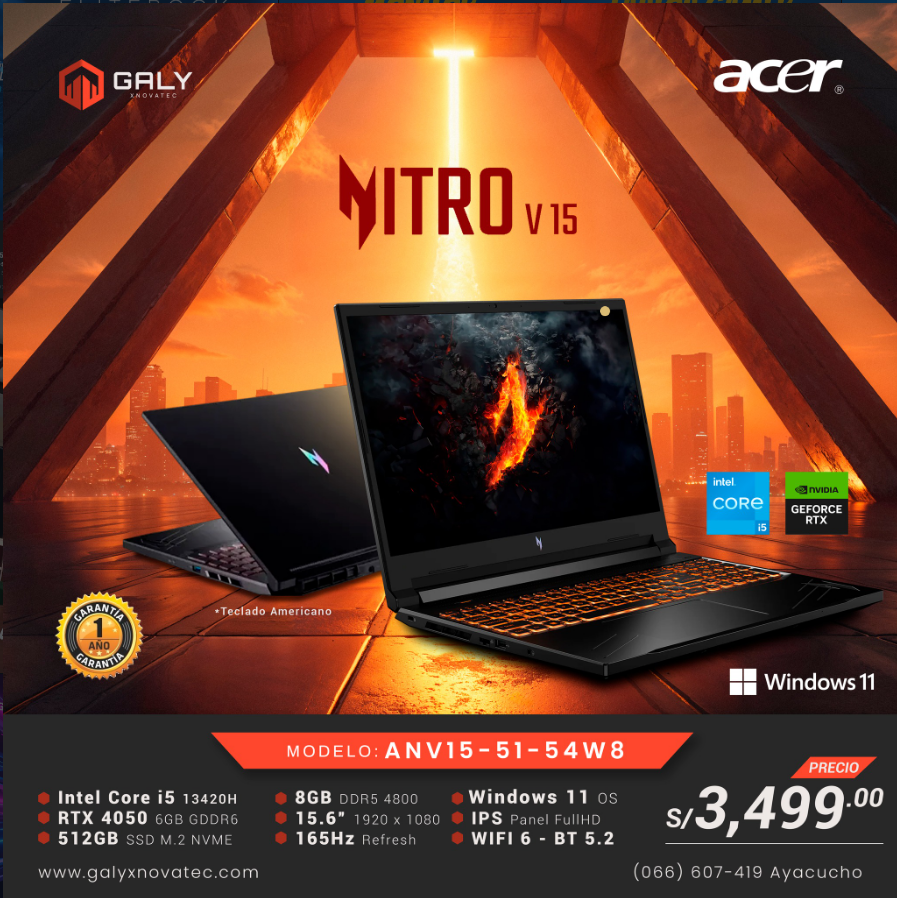 GALY
XNOVATEC
acer
®
NITRO V 15
intel.
CORE
i5
NVIDIA
GEFORCE
RTX
*Teclado Americano
GARANTIA
1
AÑO
GARANTIA
Windows 11
MODELO: ANV15-51-54W8
PRECIO
S/3,499.00
Intel Core i5 13420H
RTX 4050 6GB GDDR6
512GB SSD M.2 NVME
8GB DDR5 4800
15.6" 1920 x 1080
165Hz Refresh
Windows 11 OS
IPS Panel FullHD
WIFI 6 - BT 5.2
www.galyxnovatec.com
(066) 607-419 Ayacucho